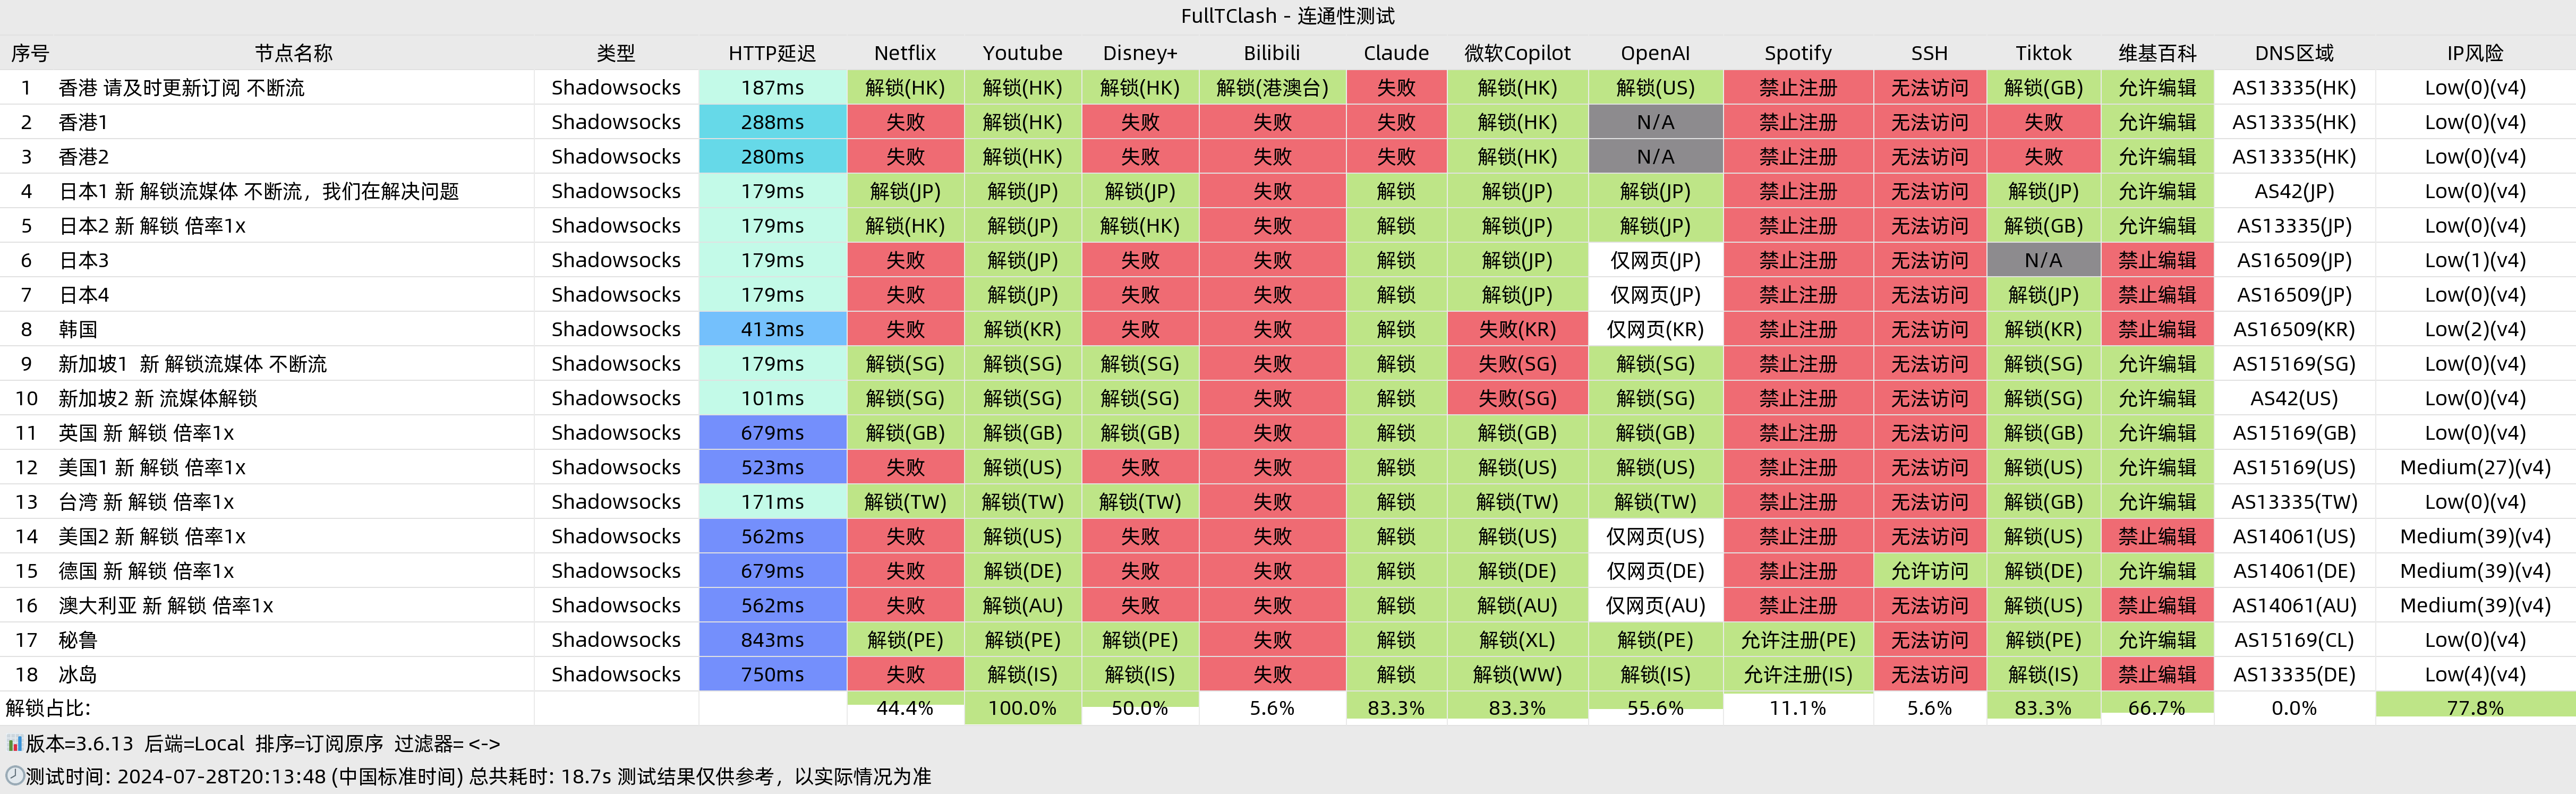 FullTClash - 连通性测试
序号 节点名称 类型 HTTP延迟 Netflix Youtube Disney+ Bilibili Claude 微软Copilot OpenAI Spotify SSH Tiktok 维基百科 DNS区域 IP风险
1 香港 请及时更新订阅 不断流 Shadowsocks 187ms 解锁(HK) 解锁(HK) 解锁(HK) 解锁(港澳台) 失败 解锁(HK) 解锁(US) 禁止注册 无法访问 解锁(GB) 允许编辑 AS13335(HK) Low(0)(v4)
2 香港1 Shadowsocks 288ms 失败 解锁(HK) 失败 失败 失败 解锁(HK) N/A 禁止注册 无法访问 失败 允许编辑 AS13335(HK) Low(0)(v4)
3 香港2 Shadowsocks 280ms 失败 解锁(HK) 失败 失败 失败 解锁(HK) N/A 禁止注册 无法访问 失败 允许编辑 AS13335(HK) Low(0)(v4)
4 日本1 新 解锁流媒体 不断流，我们在解决问题 Shadowsocks 179ms 解锁(JP) 解锁(JP) 解锁(JP) 失败 解锁 解锁(JP) 解锁(JP) 禁止注册 无法访问 解锁(JP) 允许编辑 AS42(JP) Low(0)(v4)
5 日本2 新 解锁 倍率1x Shadowsocks 179ms 解锁(HK) 解锁(JP) 解锁(HK) 失败 解锁 解锁(JP) 解锁(JP) 禁止注册 无法访问 解锁(GB) 允许编辑 AS13335(JP) Low(0)(v4)
6 日本3 Shadowsocks 179ms 失败 解锁(JP) 失败 失败 解锁 解锁(JP) 仅网页(JP) 禁止注册 无法访问 N/A 禁止编辑 AS16509(JP) Low(1)(v4)
7 日本4 Shadowsocks 179ms 失败 解锁(JP) 失败 失败 解锁 解锁(JP) 仅网页(JP) 禁止注册 无法访问 解锁(JP) 禁止编辑 AS16509(JP) Low(0)(v4)
8 韩国 Shadowsocks 413ms 失败 解锁(KR) 失败 失败 解锁 失败(KR) 仅网页(KR) 禁止注册 无法访问 解锁(KR) 禁止编辑 AS16509(KR) Low(2)(v4)
9 新加坡1 新 解锁流媒体 不断流 Shadowsocks 179ms 解锁(SG) 解锁(SG) 解锁(SG) 失败 解锁 失败(SG) 解锁(SG) 禁止注册 无法访问 解锁(SG) 允许编辑 AS15169(SG) Low(0)(v4)
10 新加坡2 新 流媒体解锁 Shadowsocks 101ms 解锁(SG) 解锁(SG) 解锁(SG) 失败 解锁 失败(SG) 解锁(SG) 禁止注册 无法访问 解锁(SG) 允许编辑 AS42(US) Low(0)(v4)
11 英国 新 解锁 倍率1x Shadowsocks 679ms 解锁(GB) 解锁(GB) 解锁(GB) 失败 解锁 解锁(GB) 解锁(GB) 禁止注册 无法访问 解锁(GB) 允许编辑 AS15169(GB) Low(0)(v4)
12 美国1 新 解锁 倍率1x Shadowsocks 523ms 失败 解锁(US) 失败 失败 解锁 解锁(US) 解锁(US) 禁止注册 无法访问 解锁(US) 允许编辑 AS15169(US) Medium(27)(v4)
13 台湾 新 解锁 倍率1x Shadowsocks 171ms 解锁(TW) 解锁(TW) 解锁(TW) 失败 解锁 解锁(TW) 解锁(TW) 禁止注册 无法访问 解锁(GB) 允许编辑 AS13335(TW) Low(0)(v4)
14 美国2 新 解锁 倍率1x Shadowsocks 562ms 失败 解锁(US) 失败 失败 解锁 解锁(US) 仅网页(US) 禁止注册 无法访问 解锁(US) 禁止编辑 AS14061(US) Medium(39)(v4)
15 德国 新 解锁 倍率1x Shadowsocks 679ms 失败 解锁(DE) 失败 失败 解锁 解锁(DE) 仅网页(DE) 禁止注册 允许访问 解锁(DE) 允许编辑 AS14061(DE) Medium(39)(v4)
16 澳大利亚 新 解锁 倍率1x Shadowsocks 562ms 失败 解锁(AU) 失败 失败 解锁 解锁(AU) 仅网页(AU) 禁止注册 无法访问 解锁(US) 禁止编辑 AS14061(AU) Medium(39)(v4)
17 秘鲁 Shadowsocks 843ms 解锁(PE) 解锁(PE) 解锁(PE) 失败 解锁 解锁(XL) 解锁(PE) 允许注册(PE) 无法访问 解锁(PE) 允许编辑 AS15169(CL) Low(0)(v4)
18 冰岛 Shadowsocks 750ms 失败 解锁(IS) 解锁(IS) 失败 解锁 解锁(WW) 解锁(IS) 允许注册(IS) 无法访问 解锁(IS) 禁止编辑 AS13335(DE) Low(4)(v4)
解锁占比: 44.4% 100.0% 50.0% 5.6% 83.3% 83.3% 55.6% 11.1% 5.6% 83.3% 66.7% 0.0% 77.8%
版本=3.6.13 后端=Local 排序=订阅原序 过滤器= <->
测试时间: 2024-07-28T20:13:48 (中国标准时间) 总共耗时: 18.7s 测试结果仅供参考，以实际情况为准